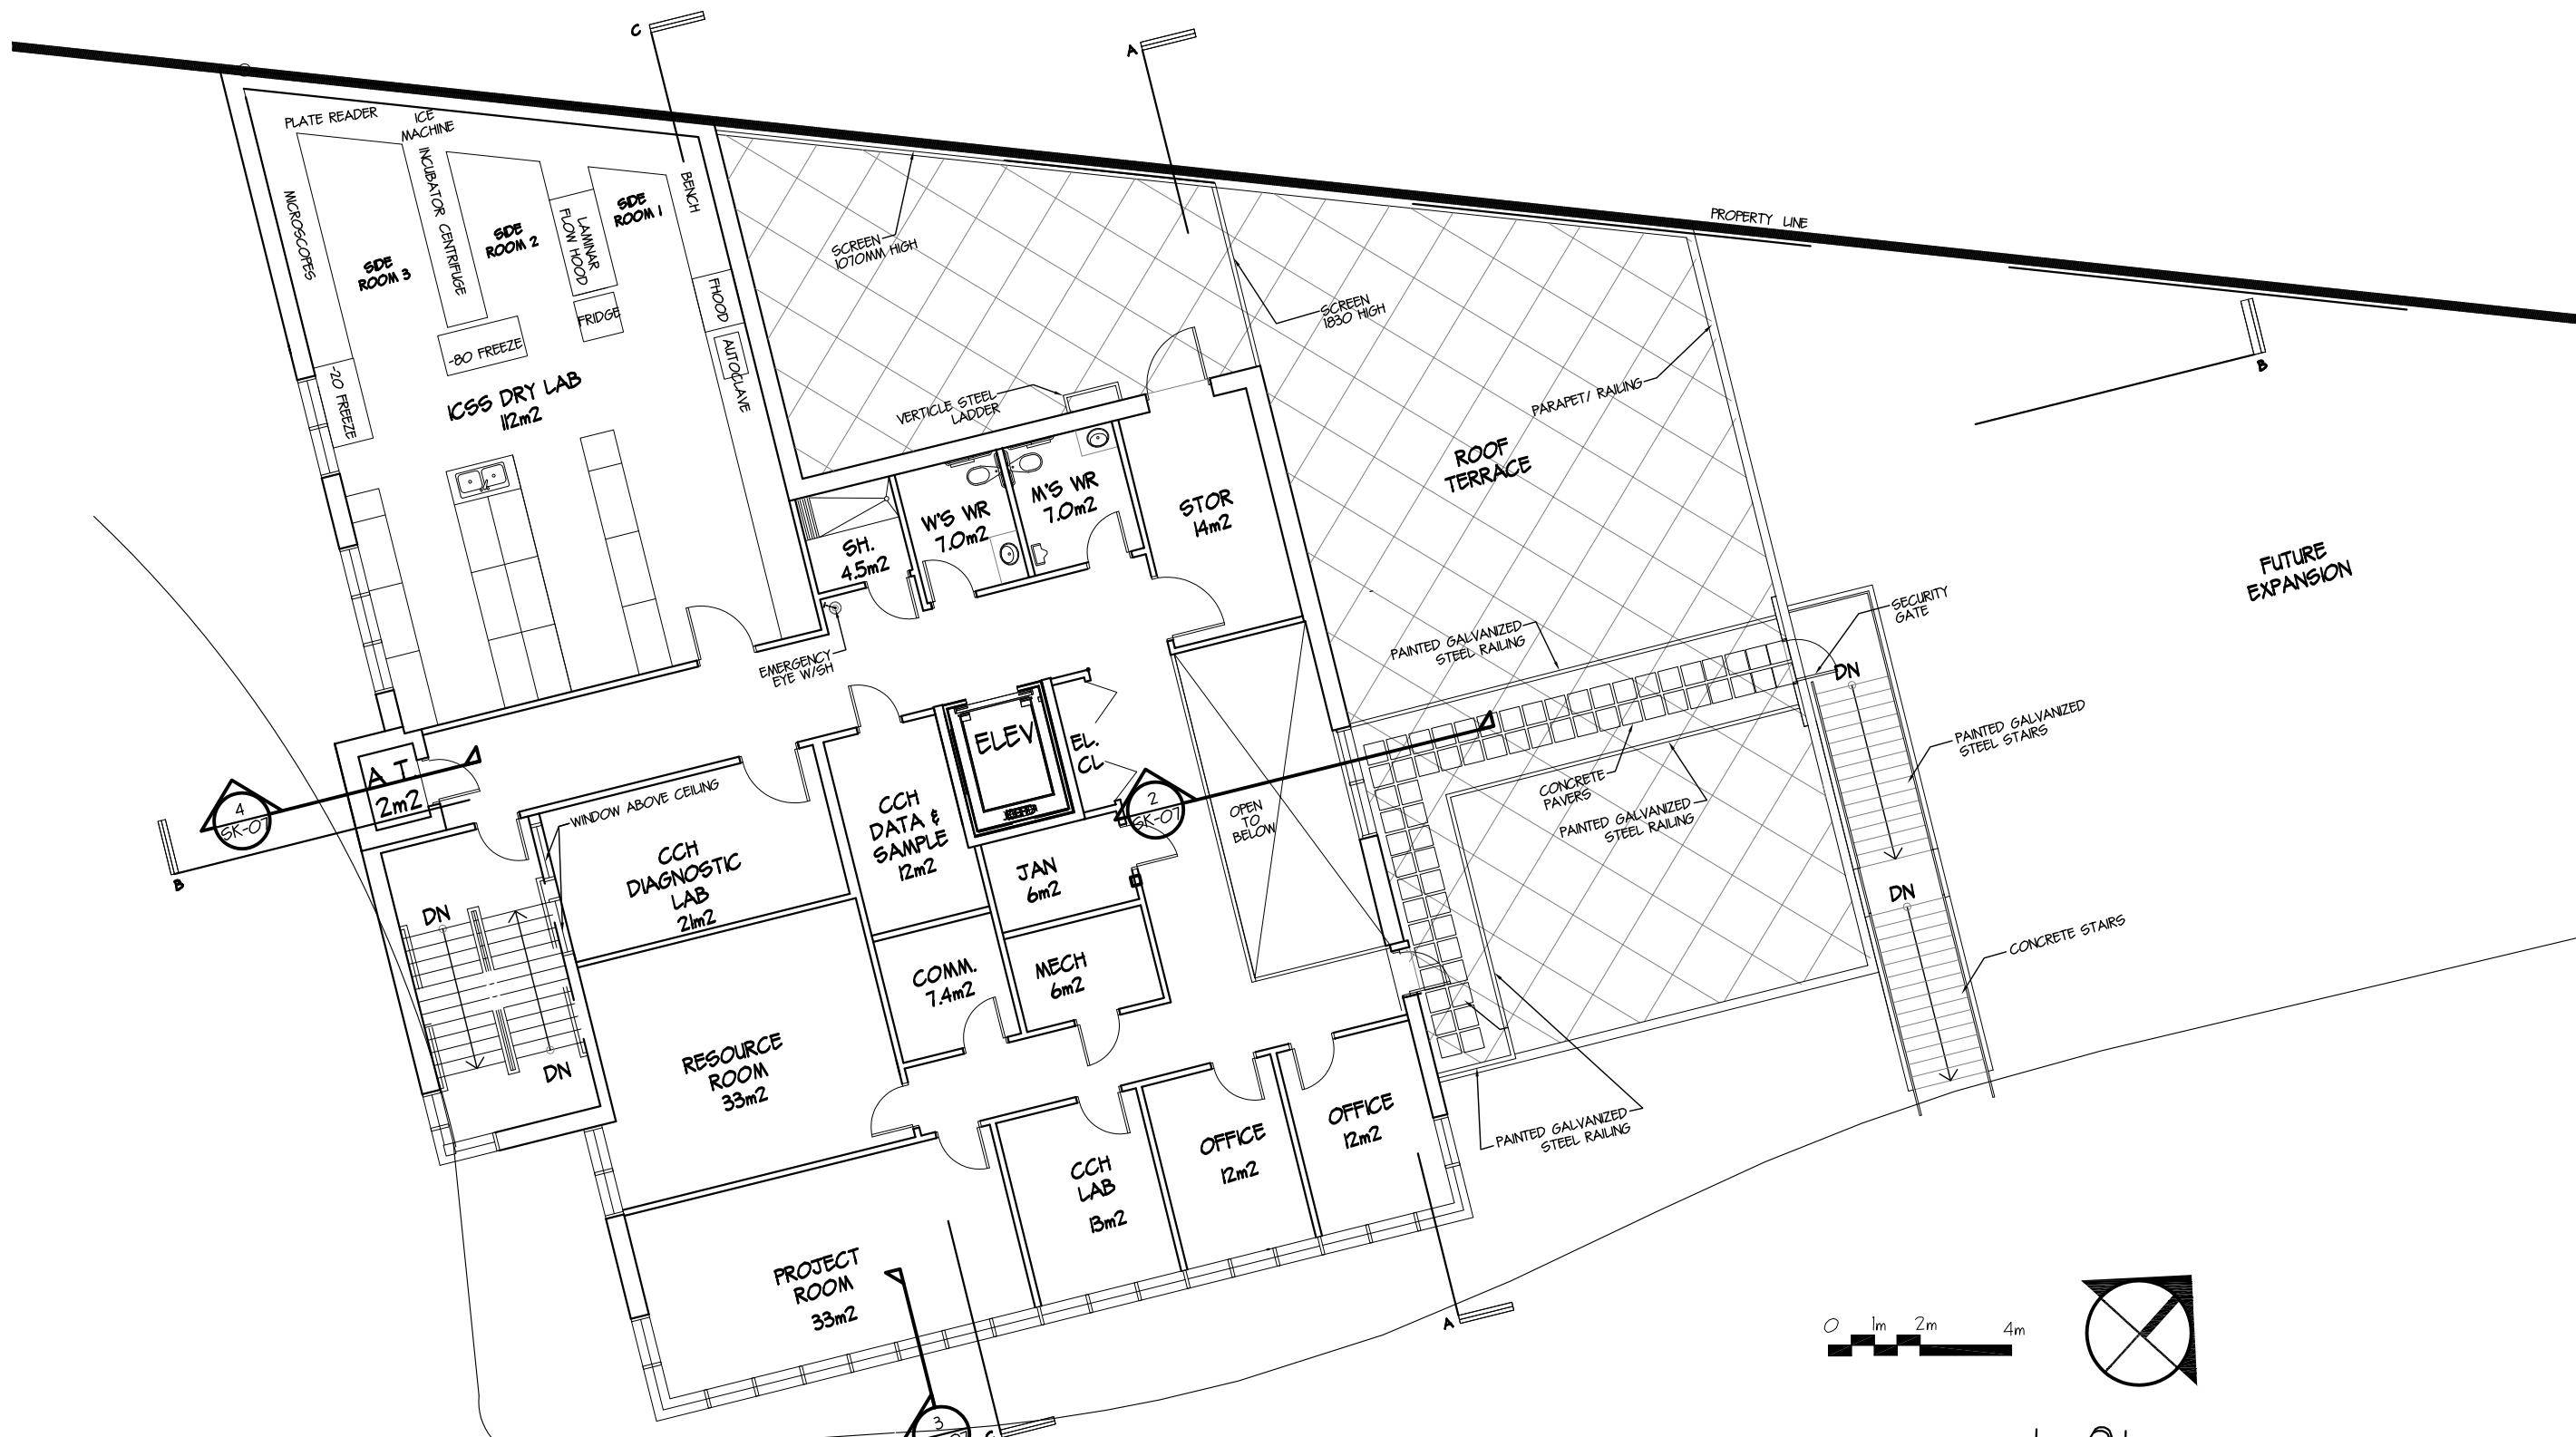 C
A
PROPERTY LINE
PLATE READER
ICE
MACHINE
MICROSCOPES
INCUBATOR CENTRIFUGE
SIDE
ROOM 3
SIDE
ROOM 2
SIDE
ROOM 1
LAMINAR
FLOW HOOD
BENCH
FRIDGE
FHOOD
AUTOCLAVE
-80 FREEZE
-20 FREEZE
ICSS DRY LAB
112m2
SCREEN
1070MM HIGH
SCREEN
1830 HIGH
VERTICLE STEEL
LADDER
PARAPET/ RAILING
ROOF
TERRACE
B
FUTURE
EXPANSION
SH.
4.5m2
W'S WR
7.0m2
M'S WR
7.0m2
STOR
14m2
EMERGENCY
EYE W/SH
PAINTED GALVANIZED
STEEL RAILING
SECURITY
GATE
DN
PAINTED GALVANIZED
STEEL STAIRS
CONCRETE
PAVERS
PAINTED GALVANIZED
STEEL RAILING
DN
CONCRETE STAIRS
ELEV
EL.
CL
2
SK-07
OPEN
TO
BELOW
A T.
2m2
4
SK-07
B
WINDOW ABOVE CEILING
CCH
DIAGNOSTIC
LAB
21m2
CCH
DATA &
SAMPLE
12m2
JAN
6m2
MECH
6m2
COMM.
7.4m2
DN
DN
RESOURCE
ROOM
33m2
PROJECT
ROOM
33m2
CCH
LAB
13m2
OFFICE
12m2
OFFICE
12m2
PAINTED GALVANIZED
STEEL RAILING
A
3
0 1m 2m 4m